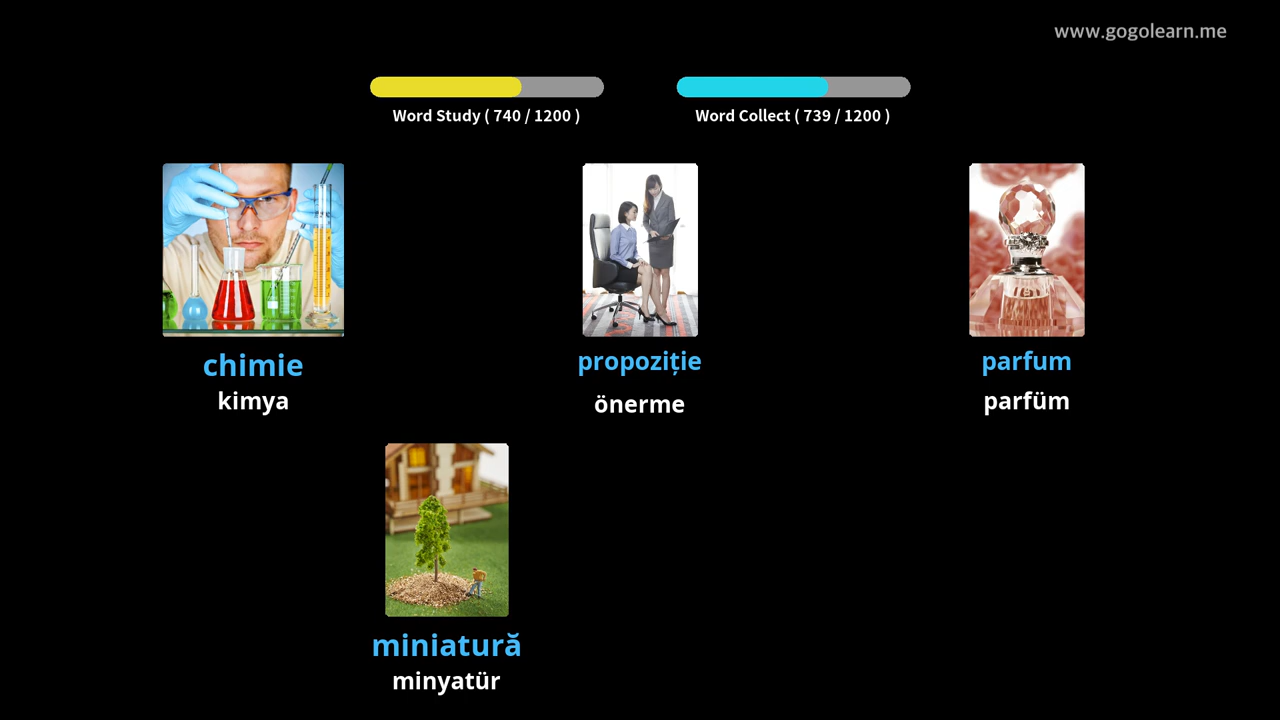 www.gogolearn.me
Word Study ( 740 / 1200 )
Word Collect ( 739 / 1200 )
chimie
kimya
propoziție
önerme
parfum
parfüm
miniatură
minyatür